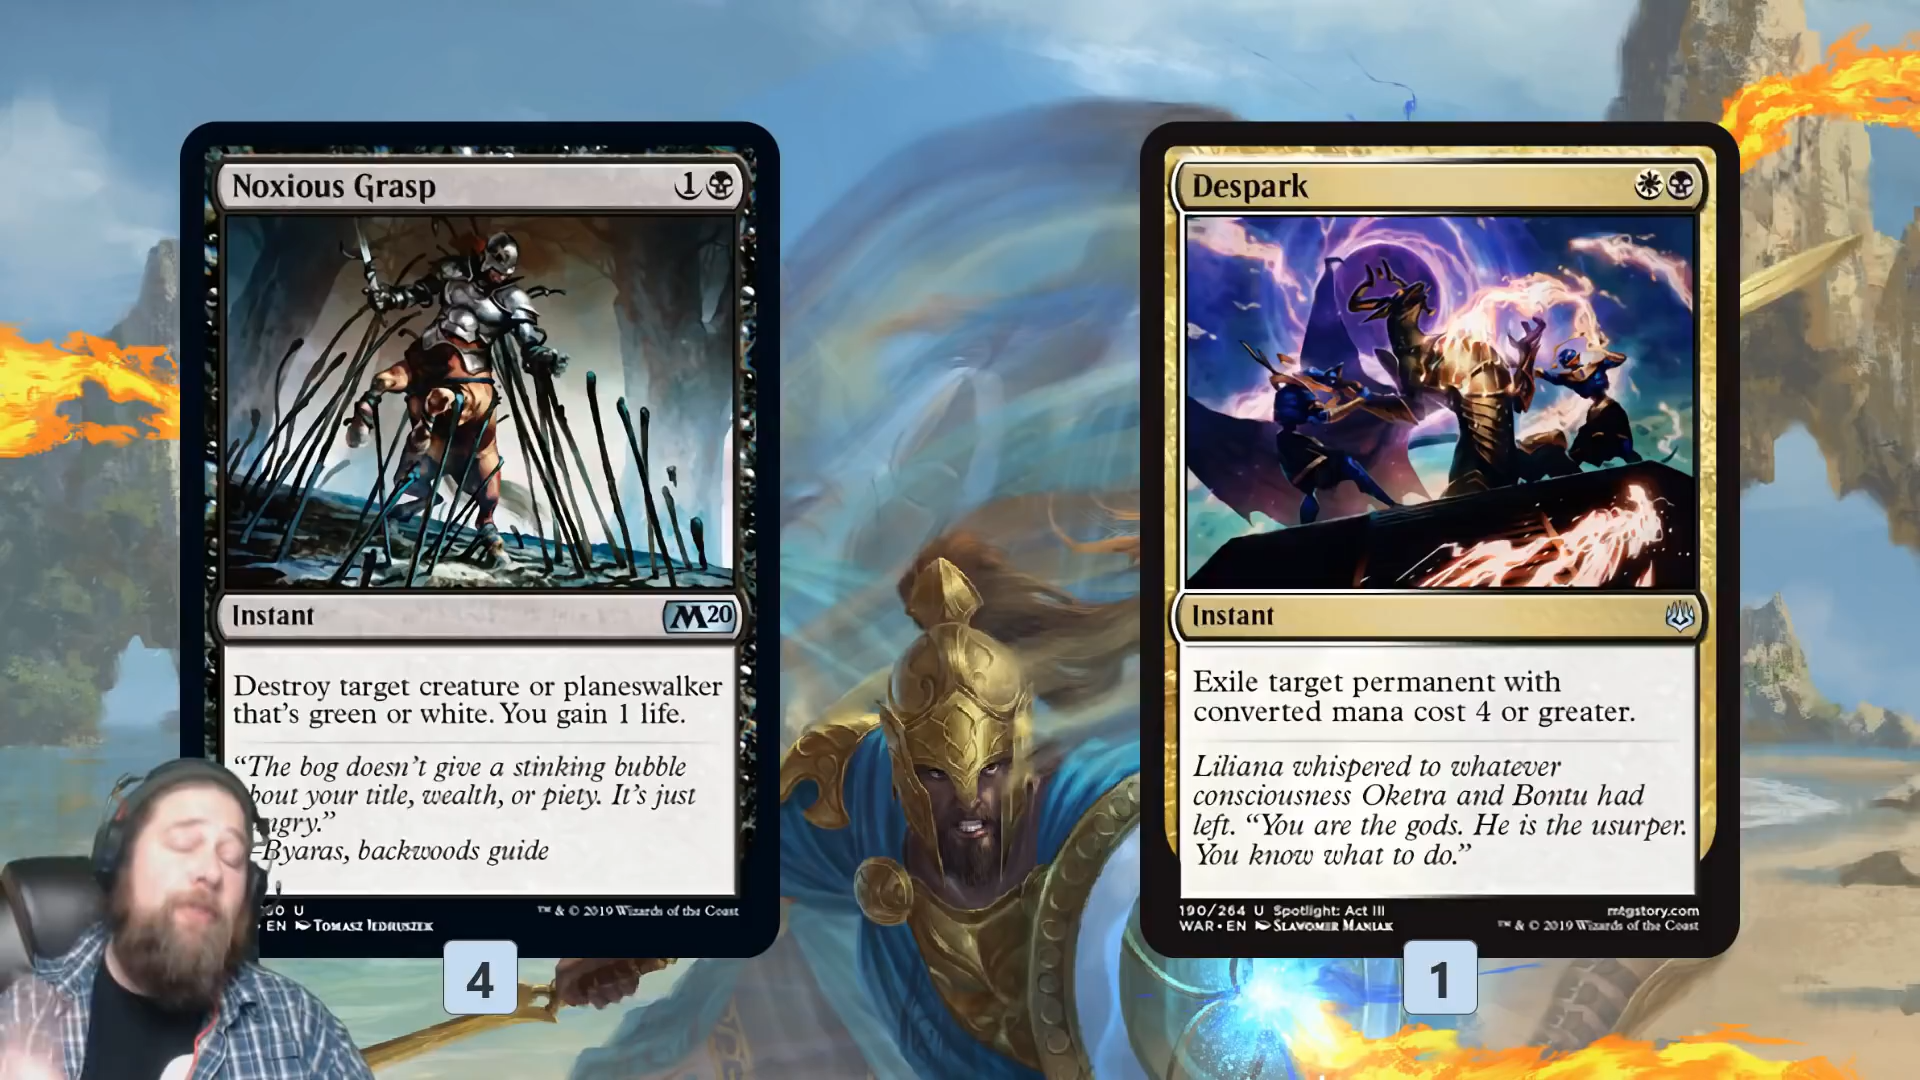 Noxious Grasp 1
Instant M20
Destroy target creature or planeswalker
that's green or white. You gain 1 life.
"The bog doesn't give a stinking bubble
your title, wealth, or piety. It's just
—Byaras, backwoods guide
U ™ & © 2019 Wizards of the Coast
• EN Tomasz Jedruszek
4
Despark
Instant
Exile target permanent with
converted mana cost 4 or greater.
Liliana whispered to whatever
consciousness Oketra and Bontu had
left. "You are the gods. He is the usurper.
You know what to do."
190/264 U Spotlight: Act III mtgstory.com
WAR • EN Slawomir Maniak ™ & © 2019 Wizards of the Coast
1